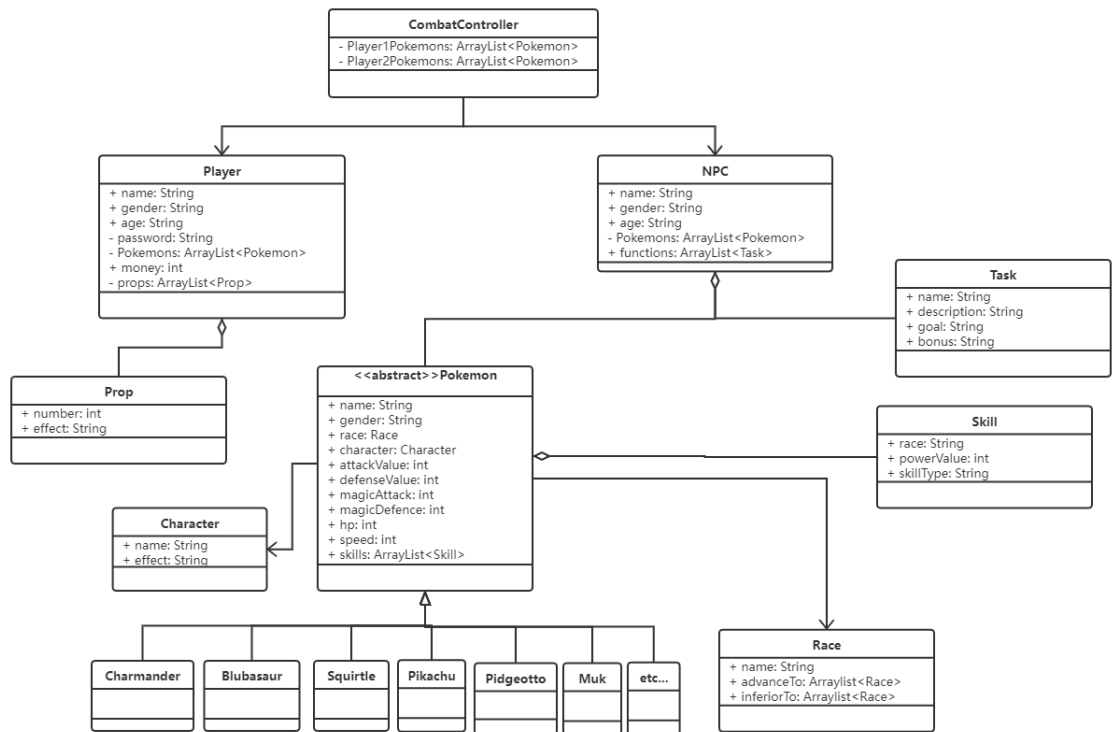 CombatController
- Player1Pokemons: ArrayList<Pokemon>
- Player2Pokemons: ArrayList<Pokemon>
Player
+ name: String
+ gender: String
+ age: String
- password: String
- Pokemons: ArrayList<Pokemon>
+ money: int
- props: ArrayList<Prop>
NPC
+ name: String
+ gender: String
+ age: String
- Pokemons: ArrayList<Pokemon>
+ functions: ArrayList<Task>
Task
+ name: String
+ description: String
+ goal: String
+ bonus: String
Prop
+ number: int
+ effect: String
<<abstract>>Pokemon
+ name: String
+ gender: String
+ race: Race
+ character: Character
+ attackValue: int
+ defenseValue: int
+ magicAttack: int
+ magicDefence: int
+ hp: int
+ speed: int
+ skills: ArrayList<Skill>
Skill
+ race: String
+ powerValue: int
+ skillType: String
Character
+ name: String
+ effect: String
Race
+ name: String
+ advanceTo: Arraylist<Race>
+ inferiorTo: Arraylist<Race>
Charmander
Blubasaur
Squirtle
Pikachu
Pidgeotto
Muk
etc...